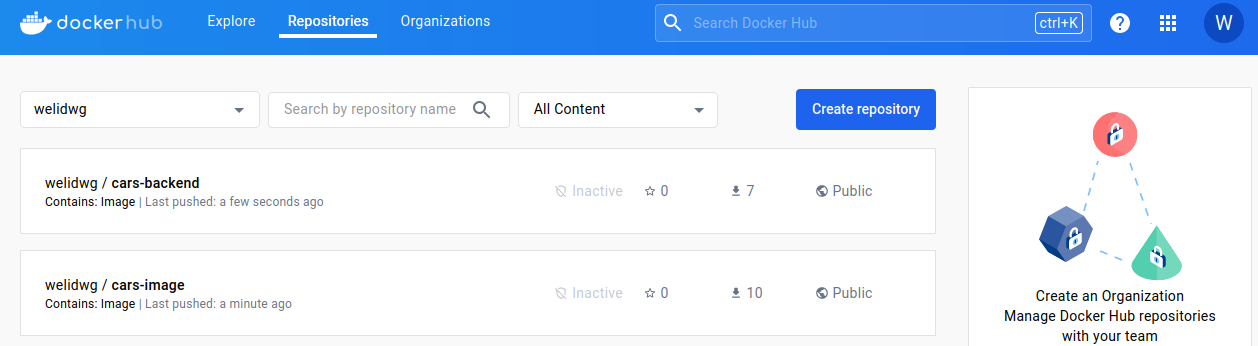 dockerhub Explore Repositories Organizations Search Docker Hub ctrl+K ? W
welidwg Search by repository name All Content Create repository
welidwg / cars-backend Inactive 0 7 Public
Contains: Image | Last pushed: a few seconds ago
welidwg / cars-image Inactive 0 10 Public
Contains: Image | Last pushed: a minute ago
Create an Organization
Manage Docker Hub repositories
with your team